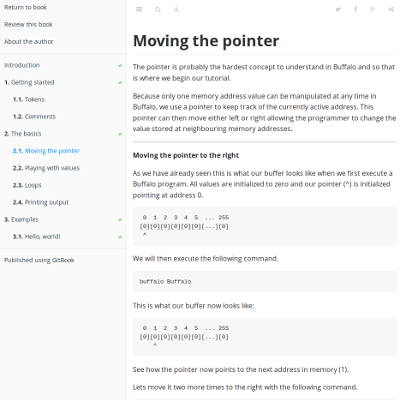 Return to book
Review this book
About the author
Introduction
1. Getting started
1.1. Tokens
1.2. Comments
2. The basics
2.1. Moving the pointer
2.2. Playing with values
2.3. Loops
2.4. Printing output
3. Examples
3.1. Hello, world!
Published using GitBook
A
Moving the pointer
The pointer is probably the hardest concept to understand in Buffalo and so that
is where we begin our tutorial.
Because only one memory address value can be manipulated at any time in
Buffalo, we use a pointer to keep track of the currently active address. This
pointer can then move either left or right allowing the programmer to change the
value stored at neighbouring memory addresses.
Moving the pointer to the right
As we have already seen this is what our buffer looks like when we first execute a
Buffalo program. All values are initialized to zero and our pointer (^) is initialized
pointing at address 0.
0 1 2 3 4 5 ... 255
[0][0][0][0][0][0][...][0]
^
We will then execute the following command.
buffalo Buffalo
This is what our buffer now looks like:
0 1 2 3 4 5 ... 255
[0][0][0][0][0][0][...][0]
^
See how the pointer now points to the next address in memory (1).
Lets move it two more times to the right with the following command.